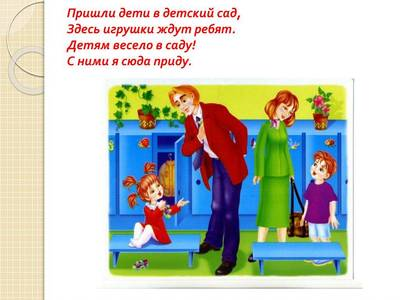 Пришли дети в детский сад,
Здесь игрушки ждут ребят.
Детям весело в саду!
С ними я сюда приду.